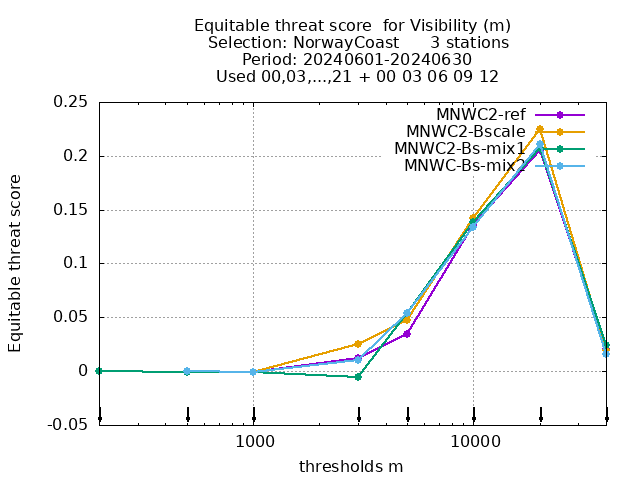 Equitable threat score  for Visibility (m)
Selection: NorwayCoast      3 stations
Period: 20240601-20240630
Used 00,03,...,21 + 00 03 06 09 12
Equitable threat score
0.25
0.2
0.15
0.1
0.05
0
-0.05
MNWC2-ref
MNWC2-Bscale
MNWC2-Bs-mix1
MNWC-Bs-mix2
1000
10000
thresholds m